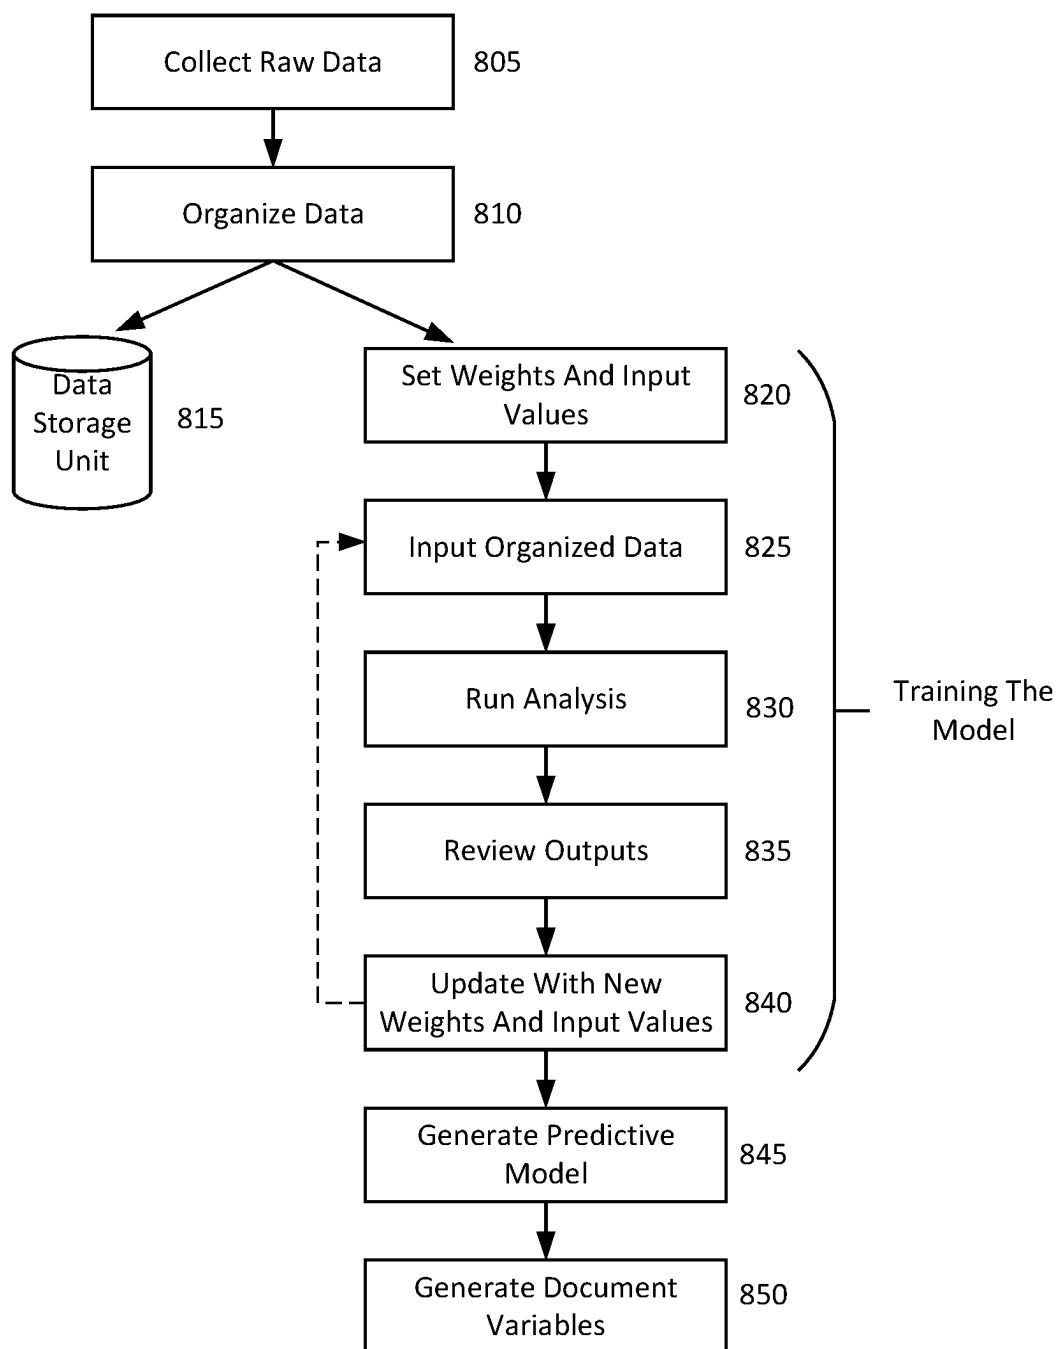 Collect Raw Data
805
Organize Data
810
Data
Storage
Unit
815
Set Weights And Input
Values
820
Input Organized Data
825
Run Analysis
830
Training The
Model
Review Outputs
835
Update With New
Weights And Input Values
840
Generate Predictive
Model
845
Generate Document
Variables
850